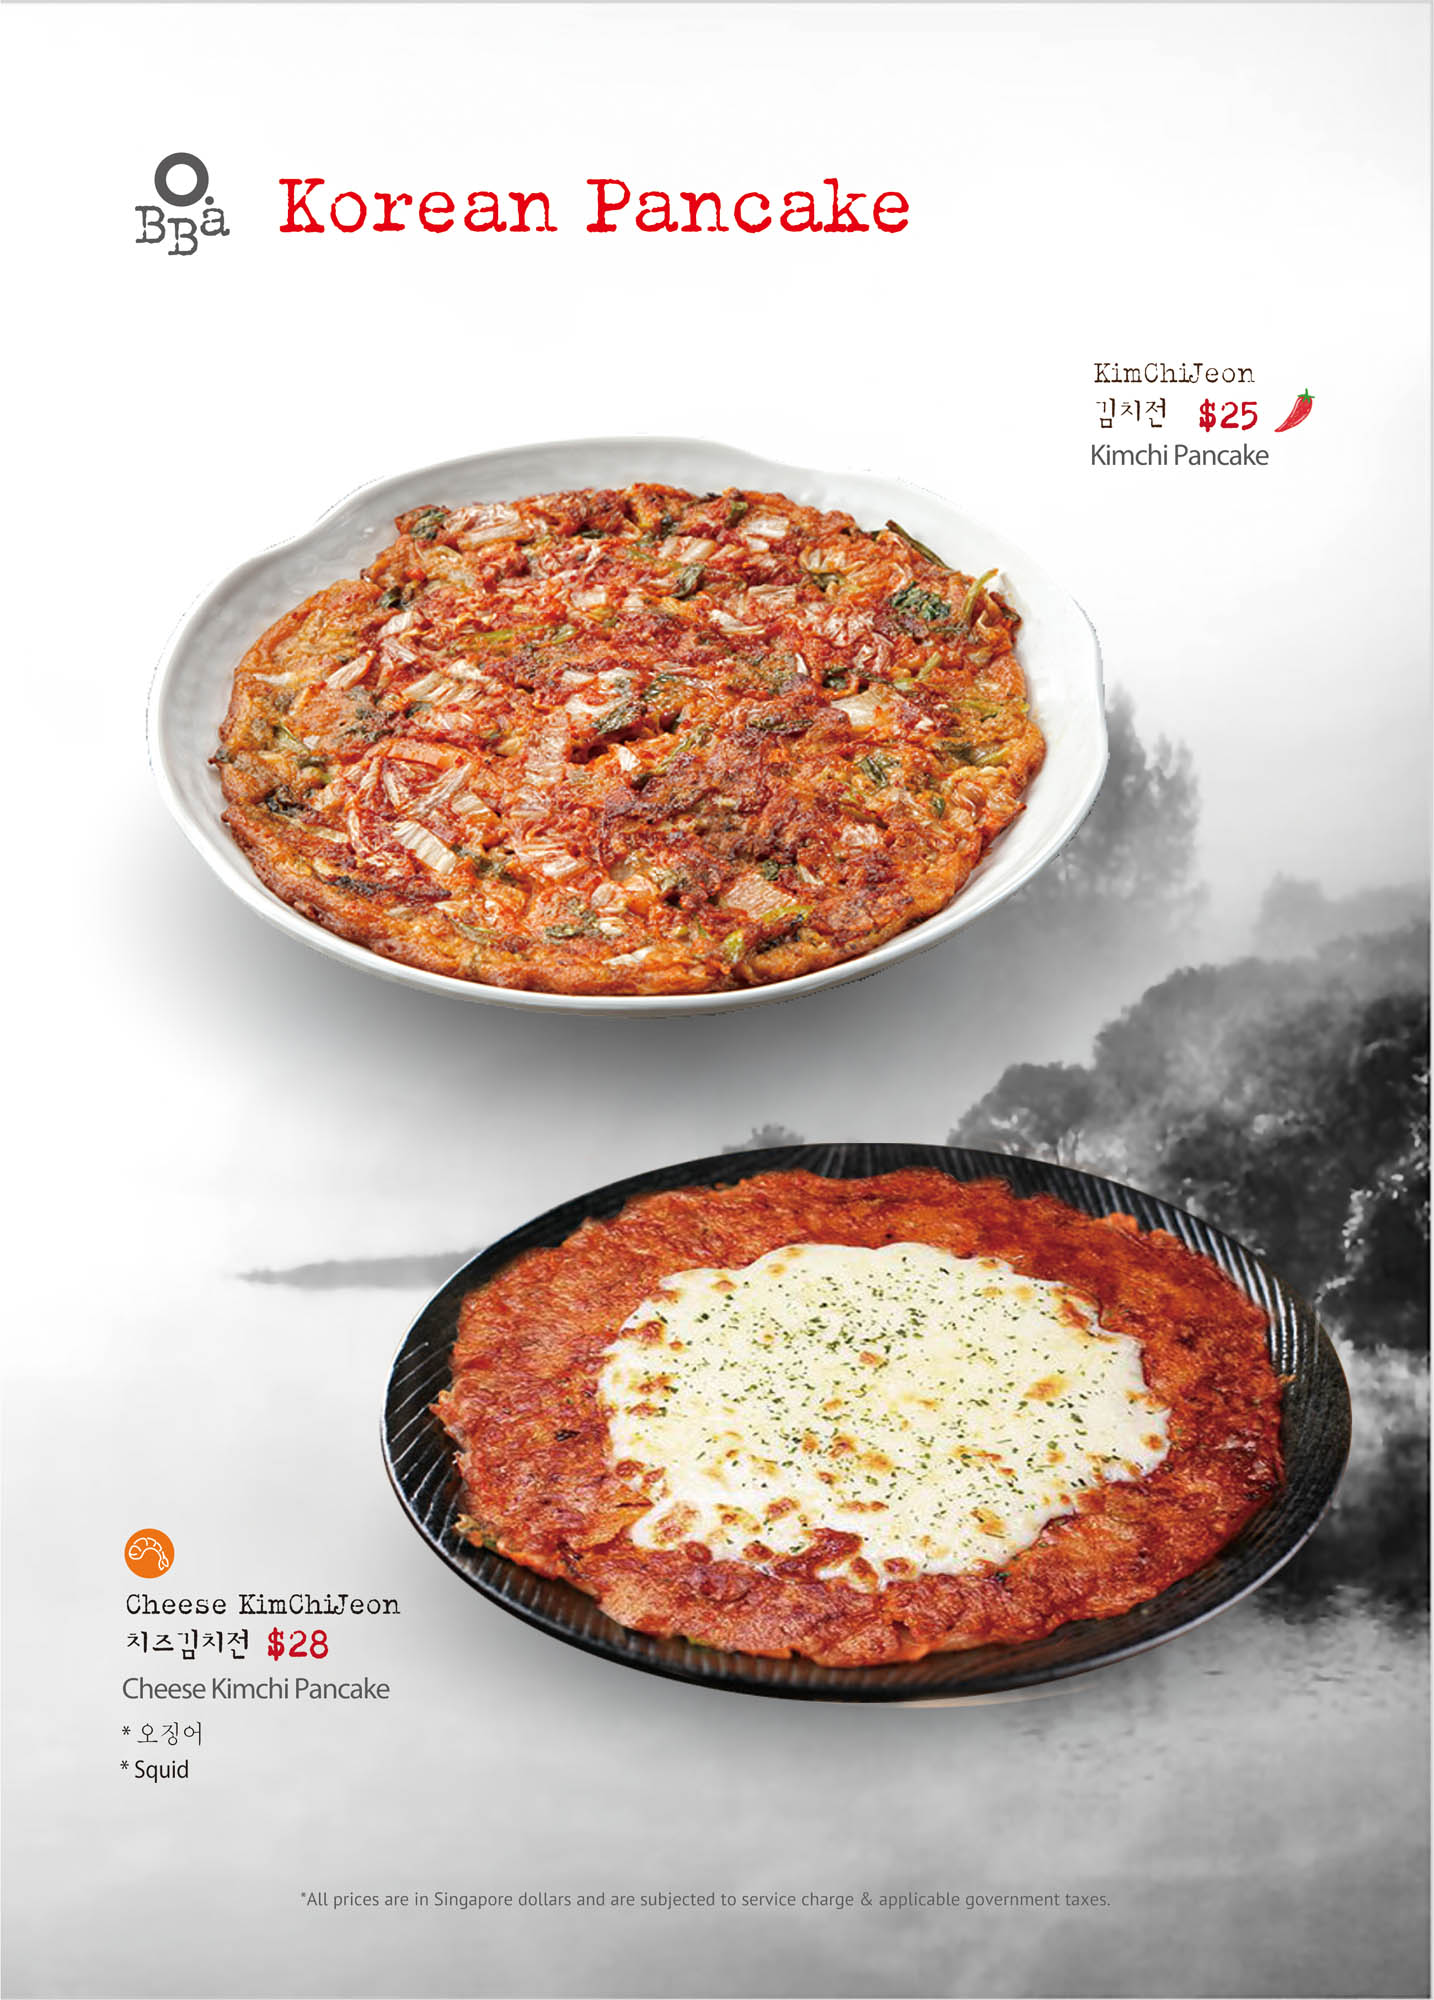 O.BBa
Korean Pancake
KimChiJeon
김치전 $25
Kimchi Pancake
Cheese KimChiJeon
치즈김치전 $28
Cheese Kimchi Pancake
* 오징어
* Squid
*All prices are in Singapore dollars and are subjected to service charge & applicable government taxes.